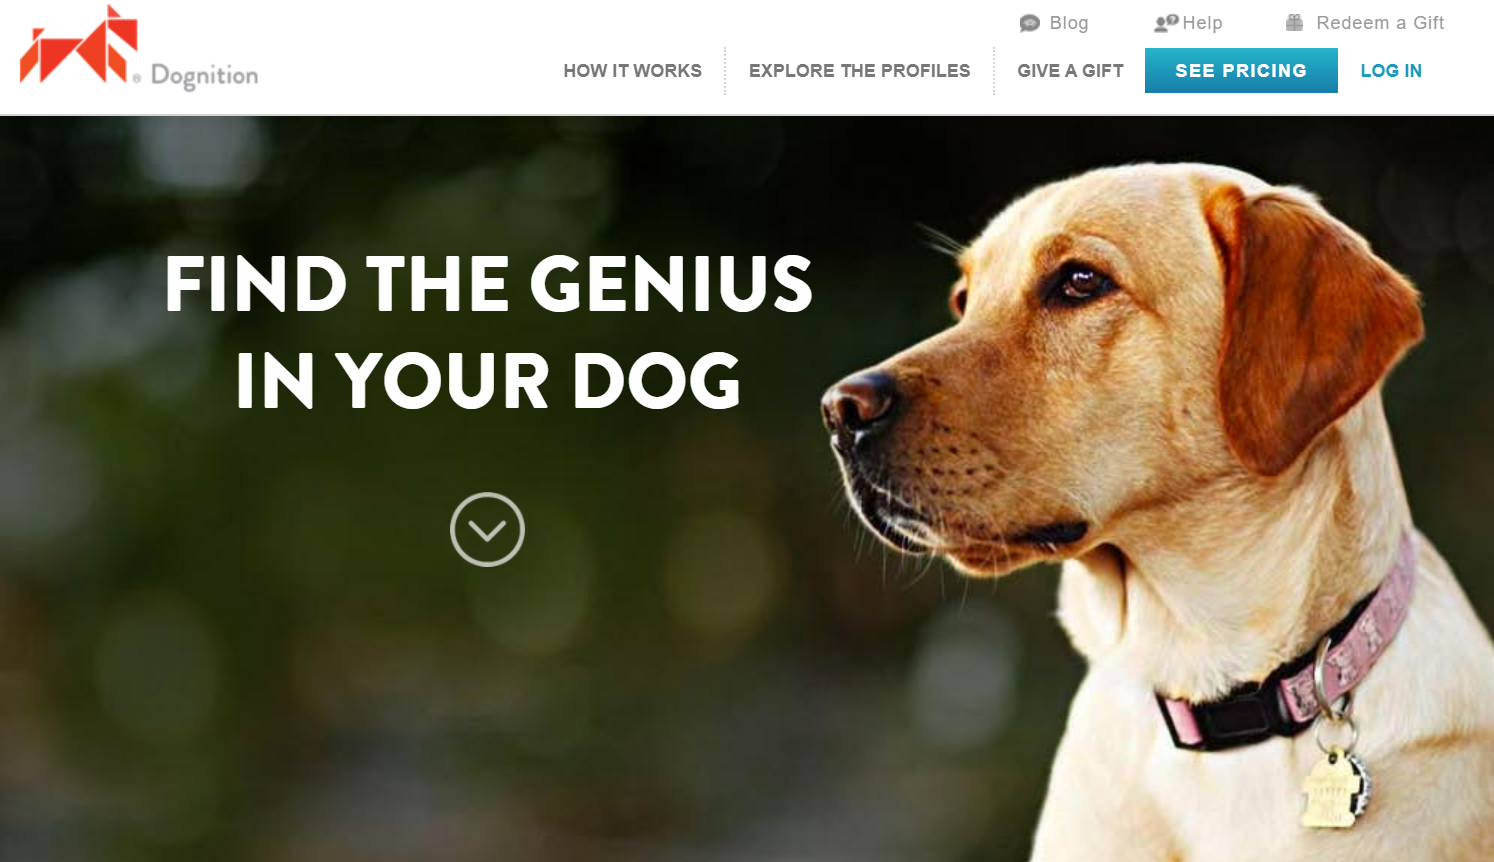 Blog Help Redeem a Gift
® Dognition
HOW IT WORKS EXPLORE THE PROFILES GIVE A GIFT SEE PRICING LOG IN
FIND THE GENIUS
IN YOUR DOG